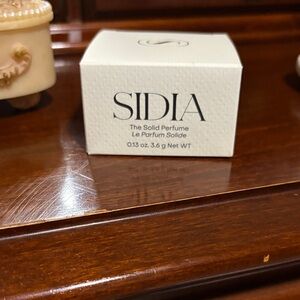 SIDIA
The Solid Perfume
Le Parfum Solide
0.13 oz. 3.6 g Net WT